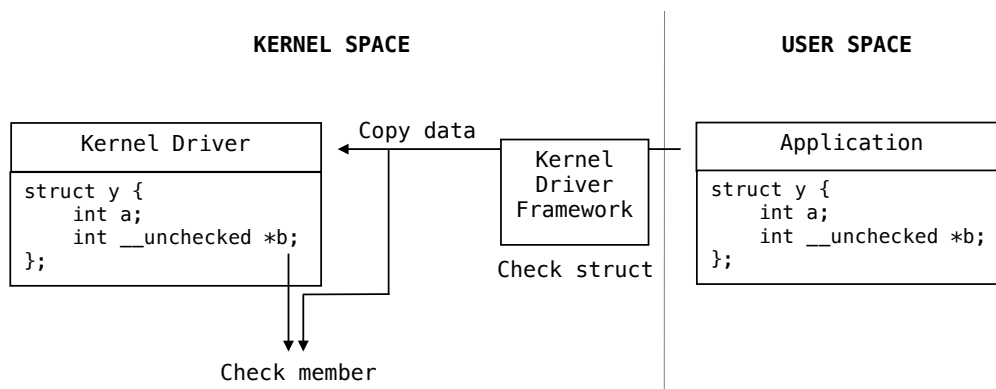 KERNEL SPACE
USER SPACE
Kernel Driver
struct y {
    int a;
    int __unchecked *b;
};
Copy data
Kernel
Driver
Framework
Check struct
Application
struct y {
    int a;
    int __unchecked *b;
};
Check member